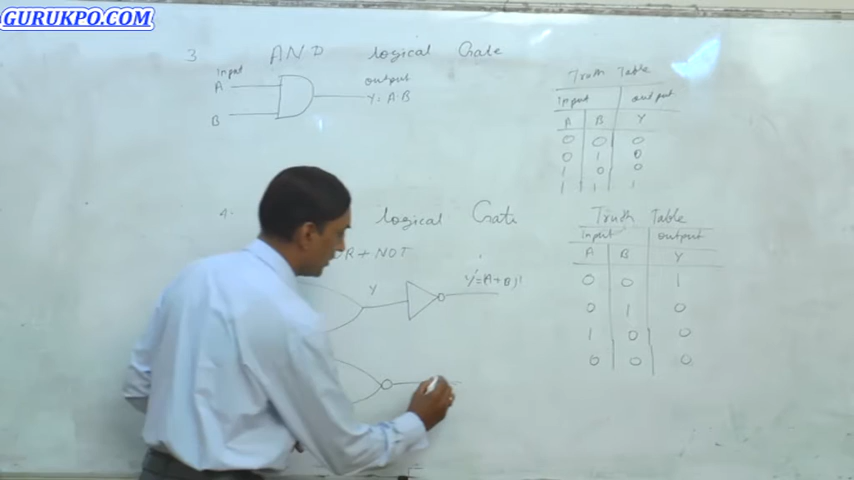 GURUKPO.COM
3 AND logical Gate
Input
A
B
output
Y= A·B
Truth Table
Input output
A B Y
0 0 0
0 1 0
1 0 0
1 1 1
4. logical Gate
OR + NOT
Y
Y'=(A+B)'
Truth Table
Input output
A B Y
0 0 1
0 1 0
1 0 0
0 0 0